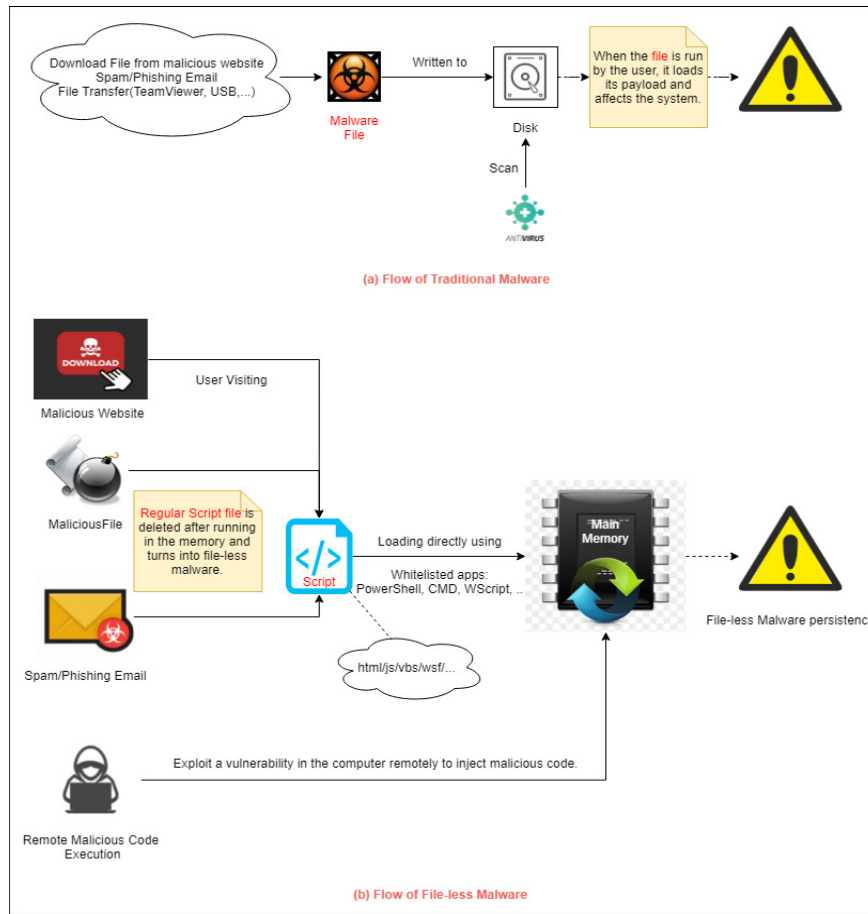 Download File from malicious website
Spam/Phishing Email
File Transfer(TeamViewer, USB,...)
Malware
File
Written to
Disk
When the file is run
by the user, it loads
its payload and
affects the system.
Scan
ANTIVIRUS
(a) Flow of Traditional Malware
DOWNLOAD
User Visiting
Malicious Website
MaliciousFile
Regular Script file is
deleted after running
in the memory and
turns into file-less
malware.
</>
Script
Loading directly using
Whitelisted apps:
PowerShell, CMD, WScript, ..
Main
Memory
File-less Malware persistence
Spam/Phishing Email
html/js/vbs/wsf/...
Exploit a vulnerability in the computer remotely to inject malicious code.
Remote Malicious Code
Execution
(b) Flow of File-less Malware